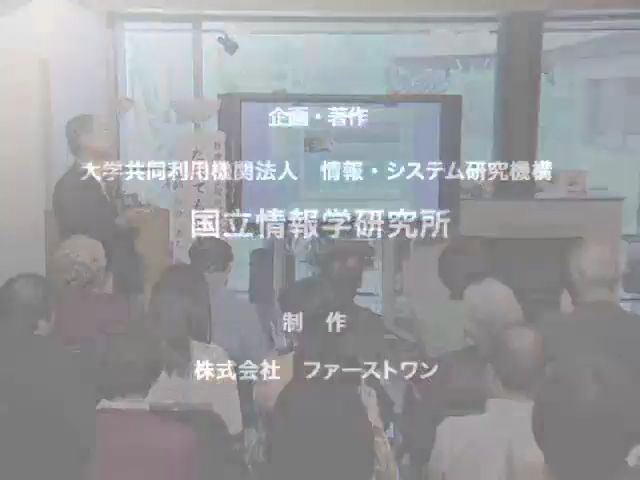 企画・著作
大学共同利用機関法人 情報・システム研究機構
国立情報学研究所
制 作
株式会社 ファーストワン